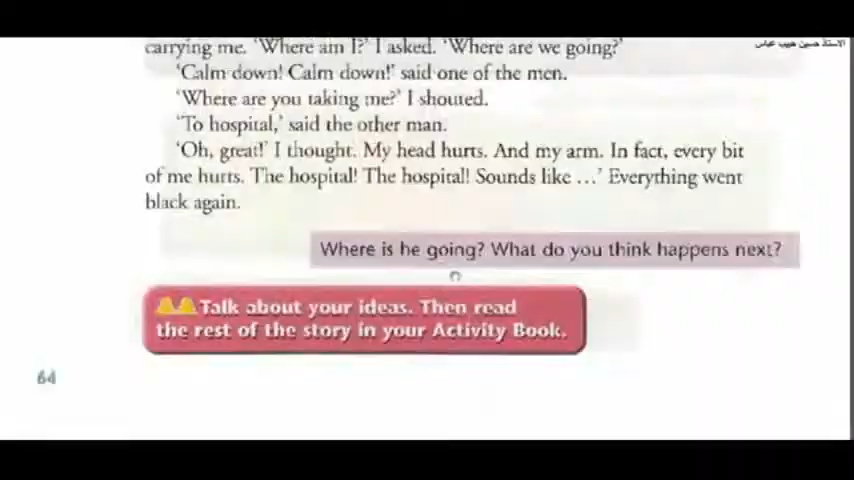 carrying me. 'Where am I?' I asked. 'Where are we going?'
الاستاذ حسين حبيب عباس
'Calm down! Calm down!' said one of the men.
'Where are you taking me?' I shouted.
'To hospital,' said the other man.
'Oh, great!' I thought. My head hurts. And my arm. In fact, every bit
of me hurts. The hospital! The hospital! Sounds like …' Everything went
black again.
Where is he going? What do you think happens next?
Talk about your ideas. Then read
the rest of the story in your Activity Book.
64